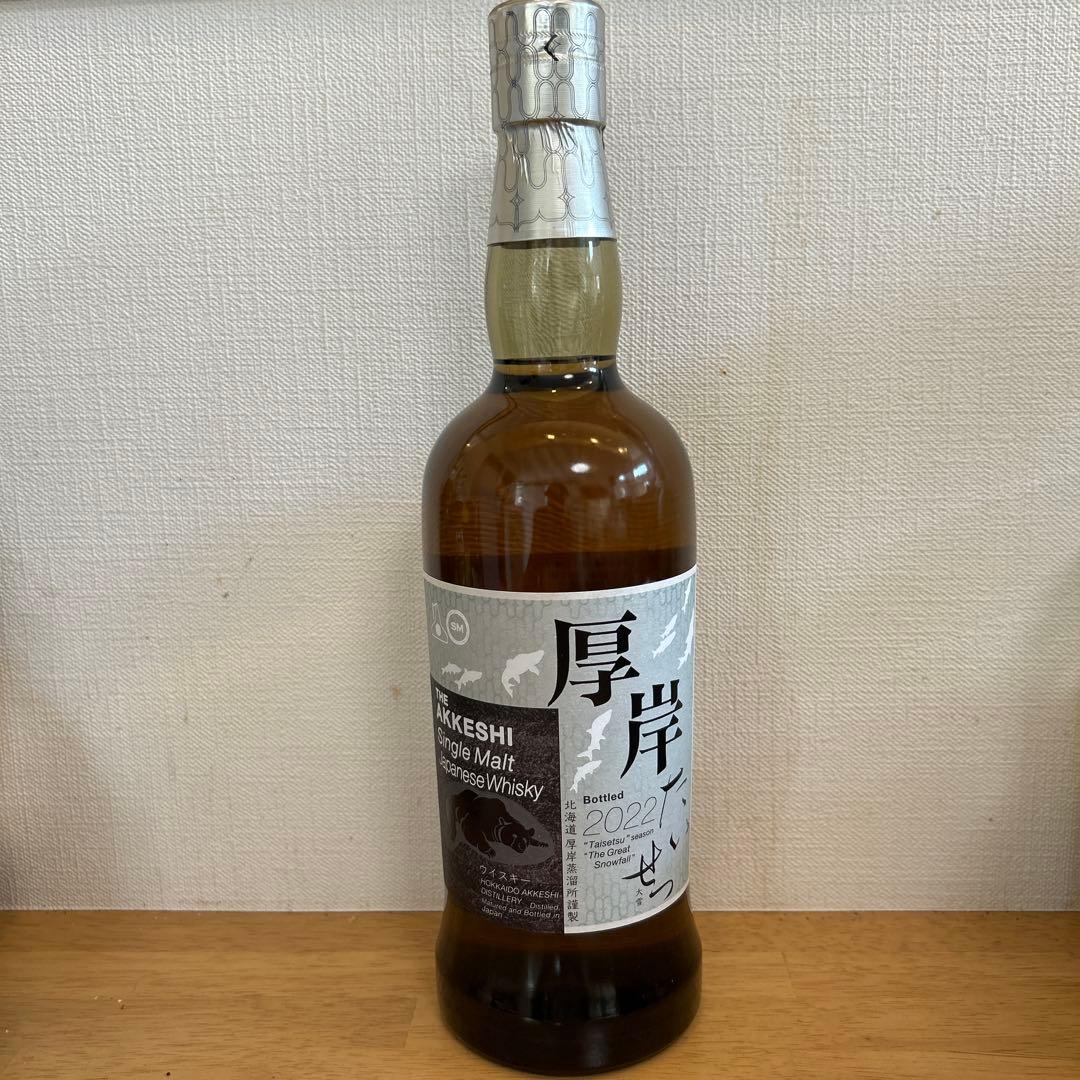 く
SM
厚岸
たいせつ
大雪
THE
AKKESHI
Single Malt
Japanese Whisky
ウイスキー
HOKKAIDO AKKESHI
DISTILLERY Distilled,
Matured and Bottled in
Japan
北海道 厚岸蒸溜所謹製
Bottled
2022
"Taisetsu" season
"The Great
Snowfall"